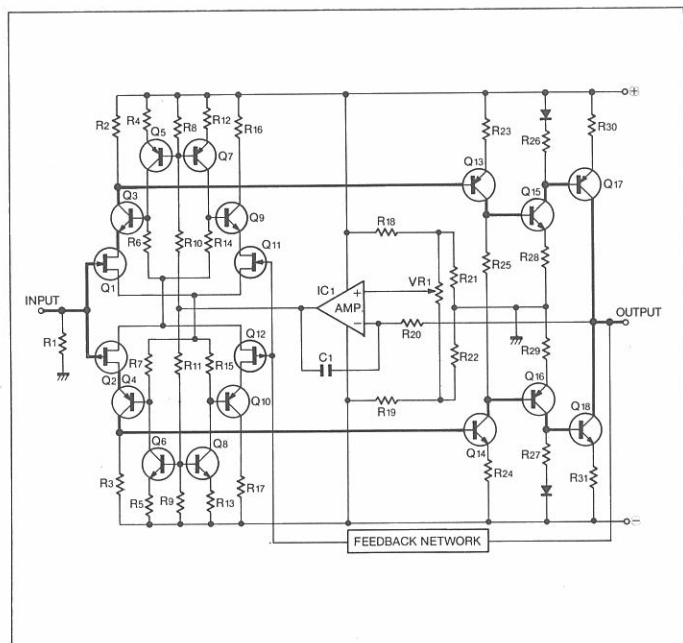 ⊕
R2
R4
Q5
R8
R12
Q7
R16
R23
R26
R30
Q13
Q15
Q17
Q3
Q9
R6
R10
R14
Q11
R18
R25
R28
Q1
IC1
AMP.
+
−
VR1
R21
INPUT
OUTPUT
R1
Q12
C1
R20
R22
R29
Q2
Q4
R7
R11
R15
Q10
R19
Q16
Q18
Q6
Q8
Q14
R27
R3
R5
R9
R13
R17
R24
R31
⊖
FEEDBACK NETWORK